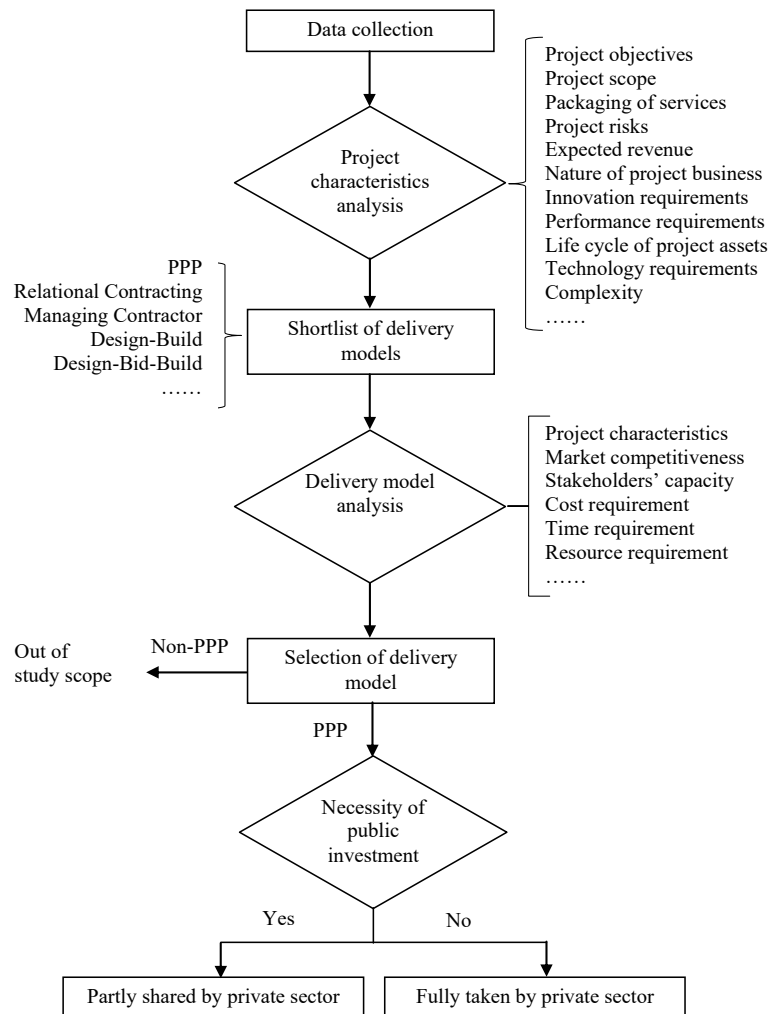 Data collection
Project objectives
Project scope
Packaging of services
Project risks
Expected revenue
Nature of project business
Innovation requirements
Performance requirements
Life cycle of project assets
Technology requirements
Complexity
……
Project
characteristics
analysis
PPP
Relational Contracting
Managing Contractor
Design-Build
Design-Bid-Build
……
Shortlist of delivery
models
Delivery model
analysis
Project characteristics
Market competitiveness
Stakeholders’ capacity
Cost requirement
Time requirement
Resource requirement
……
Out of
study scope
Non-PPP
Selection of delivery
model
PPP
Necessity of
public
investment
Yes
No
Partly shared by private sector
Fully taken by private sector